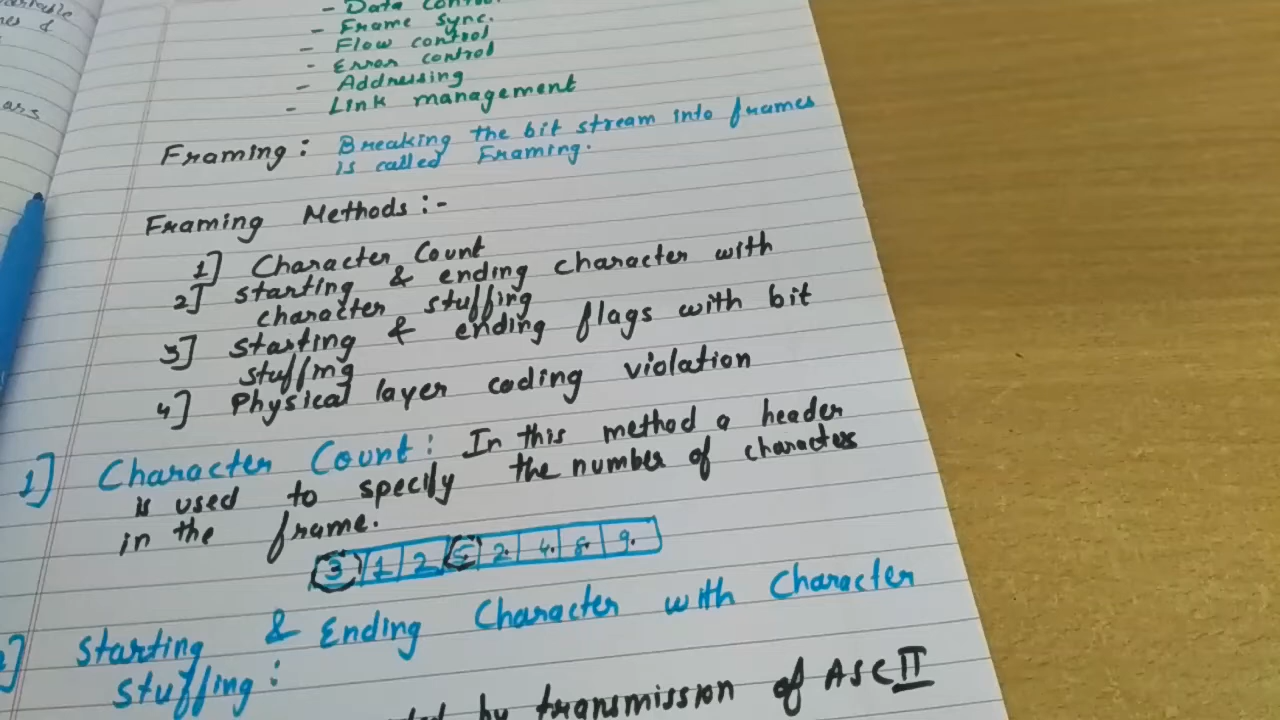 - Data
- Frame sync.
- Flow control
- Error control
- Addressing
- Link management
Framing : Breaking the bit stream into frames
is called Framing.
Framing Methods :-
1] Character Count
2] starting & ending character with
character stuffing
3] starting & ending flags with bit
stuffing
4] Physical layer coding violation
1] Character Count : In this method a header
is used to specify the number of characters
in the frame.
3 1 2 5 2 4 8 9
starting & Ending Character with Character
stuffing :
by transmission of ASCII